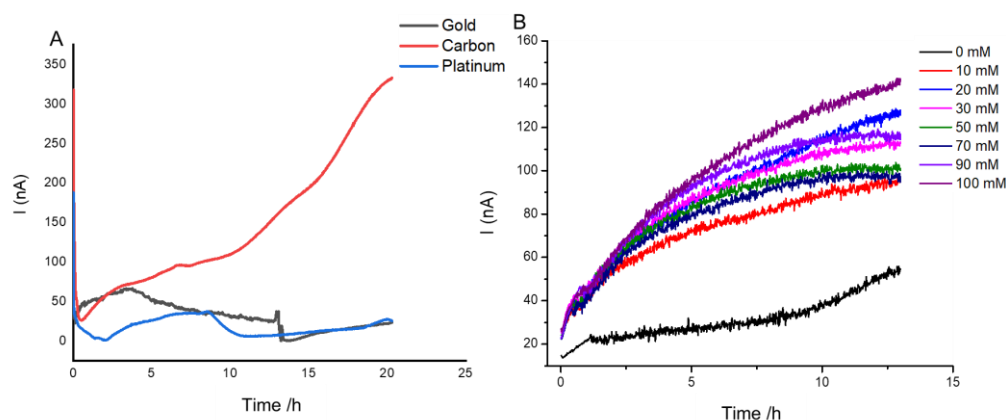 A
Gold
Carbon
Platinum
I (nA)
350
300
250
200
150
100
50
0
0
5
10
15
20
25
Time /h
B
160
140
120
100
80
60
40
20
I (nA)
0
5
10
15
Time /h
0 mM
10 mM
20 mM
30 mM
50 mM
70 mM
90 mM
100 mM